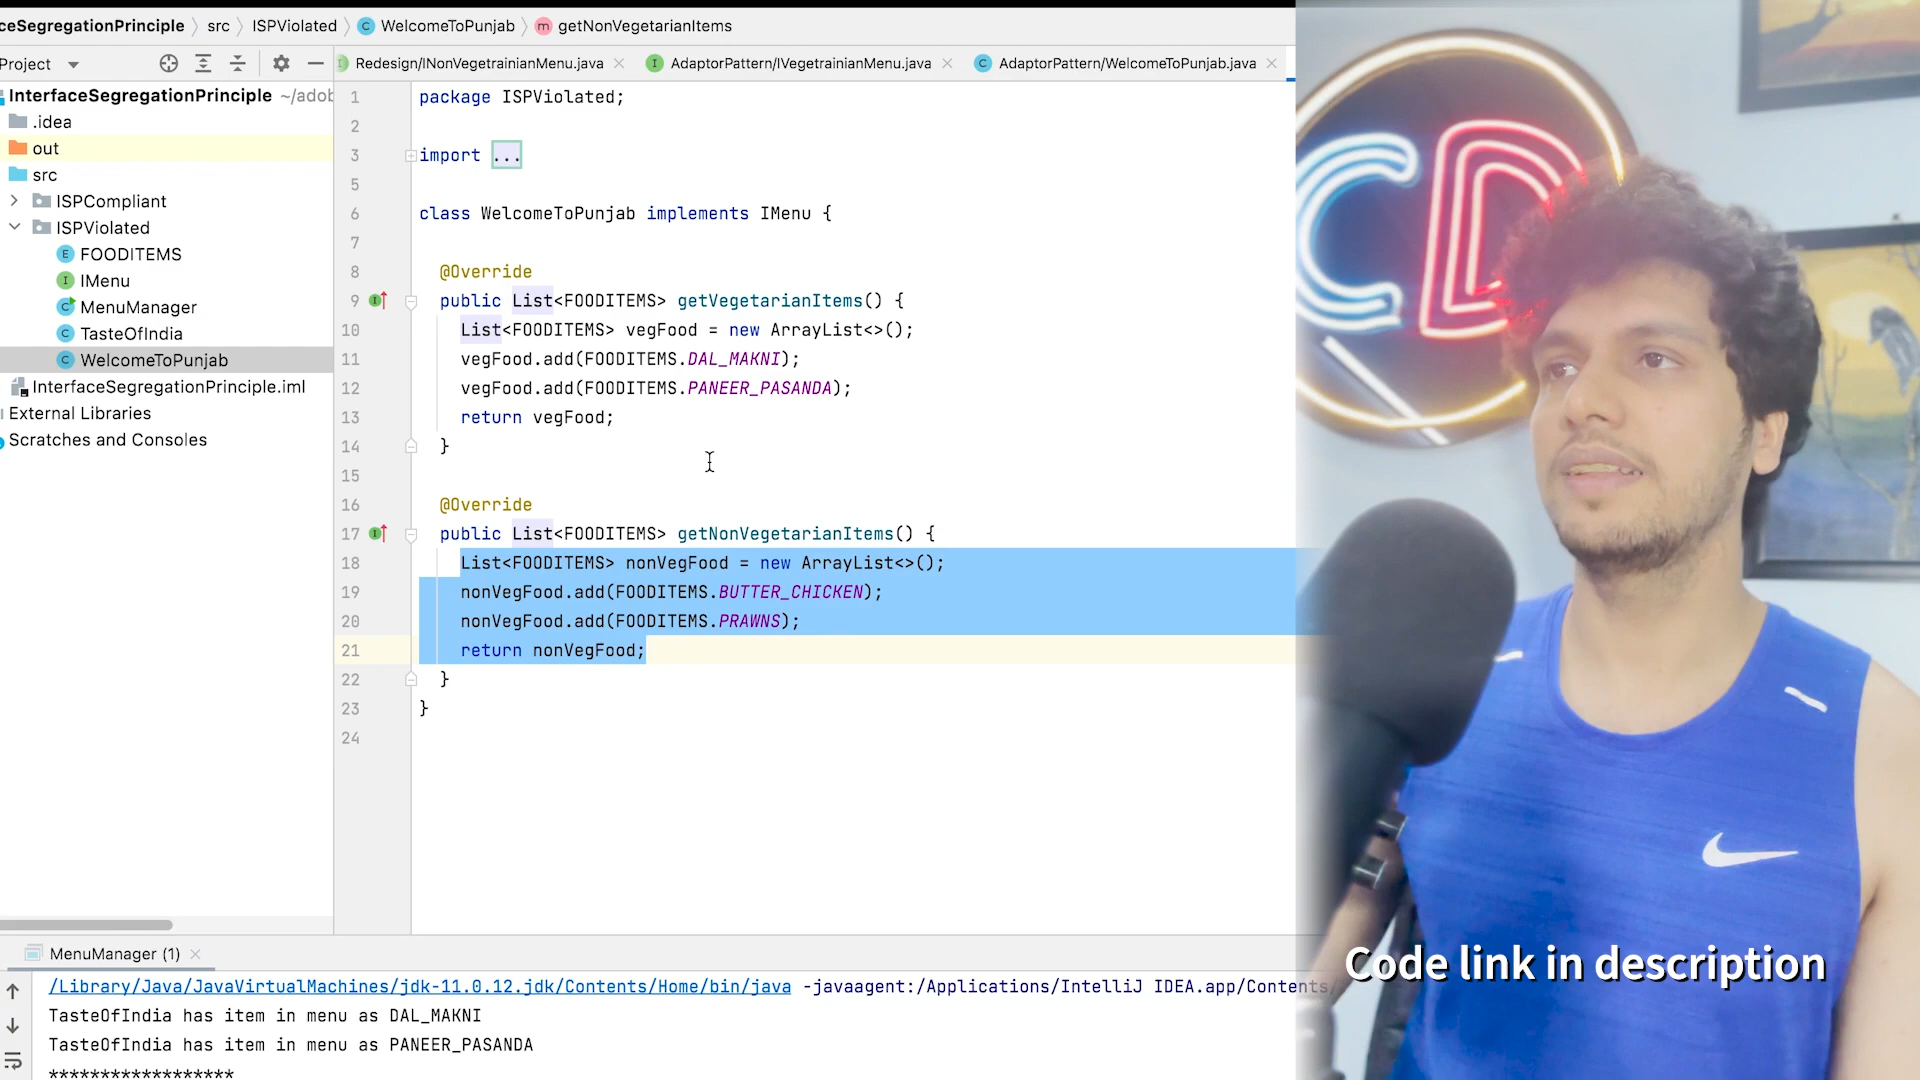 ceSegregationPrinciple src ISPViolated WelcomeToPunjab getNonVegetarianItems
Project
Redesign/INonVegetrainianMenu.java AdaptorPattern/IVegetrainianMenu.java AdaptorPattern/WelcomeToPunjab.java
InterfaceSegregationPrinciple ~/adob
.idea
out
src
ISPCompliant
ISPViolated
FOODITEMS
IMenu
MenuManager
TasteOfIndia
WelcomeToPunjab
InterfaceSegregationPrinciple.iml
External Libraries
Scratches and Consoles
1 package ISPViolated;
2
3 import ...
5
6 class WelcomeToPunjab implements IMenu {
7
8 @Override
9 public List<FOODITEMS> getVegetarianItems() {
10 List<FOODITEMS> vegFood = new ArrayList<>();
11 vegFood.add(FOODITEMS.DAL_MAKNI);
12 vegFood.add(FOODITEMS.PANEER_PASANDA);
13 return vegFood;
14 }
15
16 @Override
17 public List<FOODITEMS> getNonVegetarianItems() {
18 List<FOODITEMS> nonVegFood = new ArrayList<>();
19 nonVegFood.add(FOODITEMS.BUTTER_CHICKEN);
20 nonVegFood.add(FOODITEMS.PRAWNS);
21 return nonVegFood;
22 }
23 }
24
MenuManager (1)
/Library/Java/JavaVirtualMachines/jdk-11.0.12.jdk/Contents/Home/bin/java -javaagent:/Applications/IntelliJ IDEA.app/Contents/
TasteOfIndia has item in menu as DAL_MAKNI
TasteOfIndia has item in menu as PANEER_PASANDA
******************
CD
Code link in description